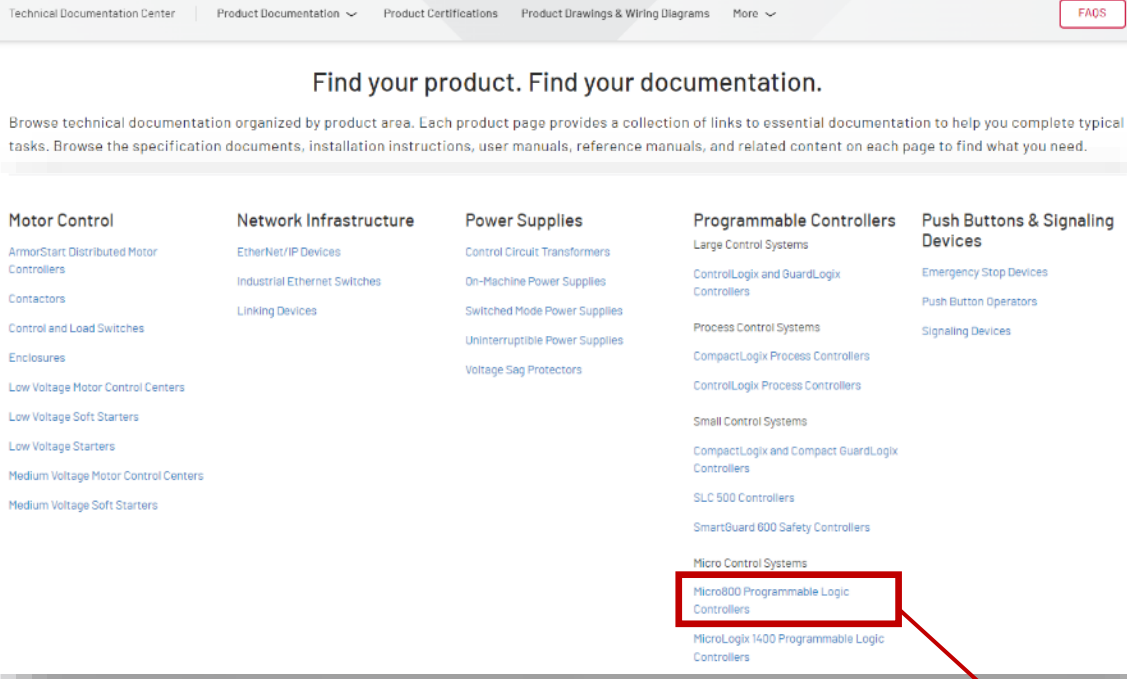 Technical Documentation Center
Product Documentation
Product Certifications
Product Drawings & Wiring Diagrams
More
FAQS
Find your product. Find your documentation.
Browse technical documentation organized by product area. Each product page provides a collection of links to essential documentation to help you complete typical
tasks. Browse the specification documents, installation instructions, user manuals, reference manuals, and related content on each page to find what you need.
Motor Control
ArmorStart Distributed Motor
Controllers
Contactors
Control and Load Switches
Enclosures
Low Voltage Motor Control Centers
Low Voltage Soft Starters
Low Voltage Starters
Medium Voltage Motor Control Centers
Medium Voltage Soft Starters
Network Infrastructure
EtherNet/IP Devices
Industrial Ethernet Switches
Linking Devices
Power Supplies
Control Circuit Transformers
On-Machine Power Supplies
Switched Mode Power Supplies
Uninterruptible Power Supplies
Voltage Sag Protectors
Programmable Controllers
Large Control Systems
ControlLogix and GuardLogix
Controllers
Process Control Systems
CompactLogix Process Controllers
ControlLogix Process Controllers
Small Control Systems
CompactLogix and Compact GuardLogix
Controllers
SLC 500 Controllers
SmartGuard 600 Safety Controllers
Micro Control Systems
Micro800 Programmable Logic
Controllers
MicroLogix 1400 Programmable Logic
Controllers
Push Buttons & Signaling
Devices
Emergency Stop Devices
Push Button Operators
Signaling Devices